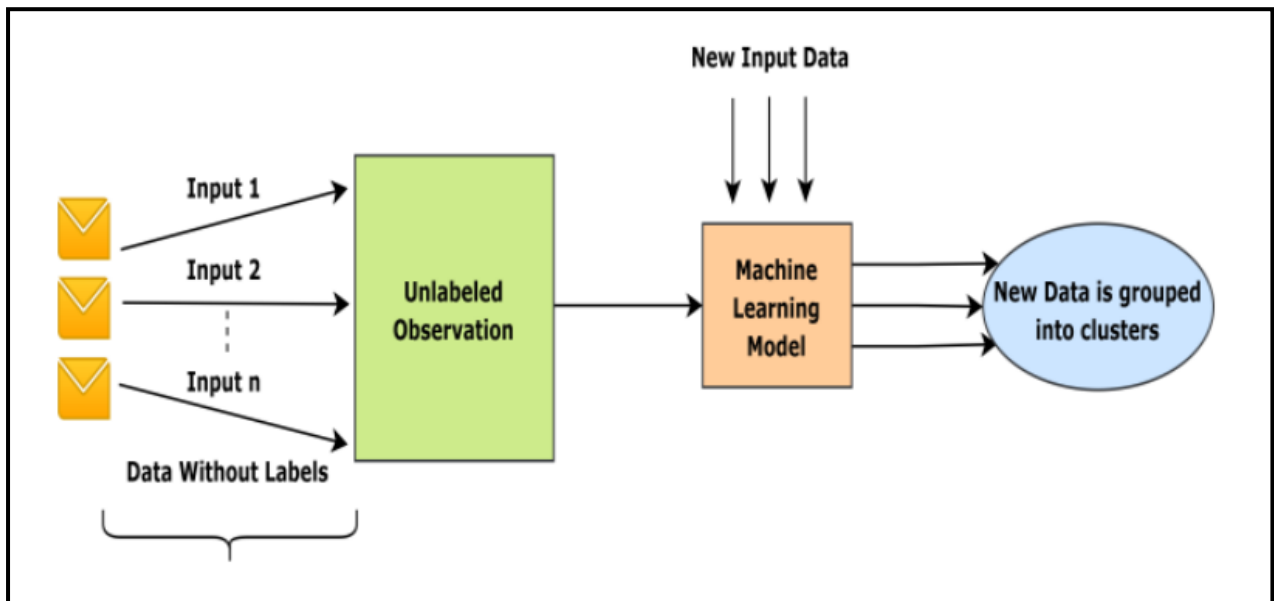 New Input Data
Input 1
Input 2
Input n
Data Without Labels
Unlabeled
Observation
Machine
Learning
Model
New Data is grouped
into clusters